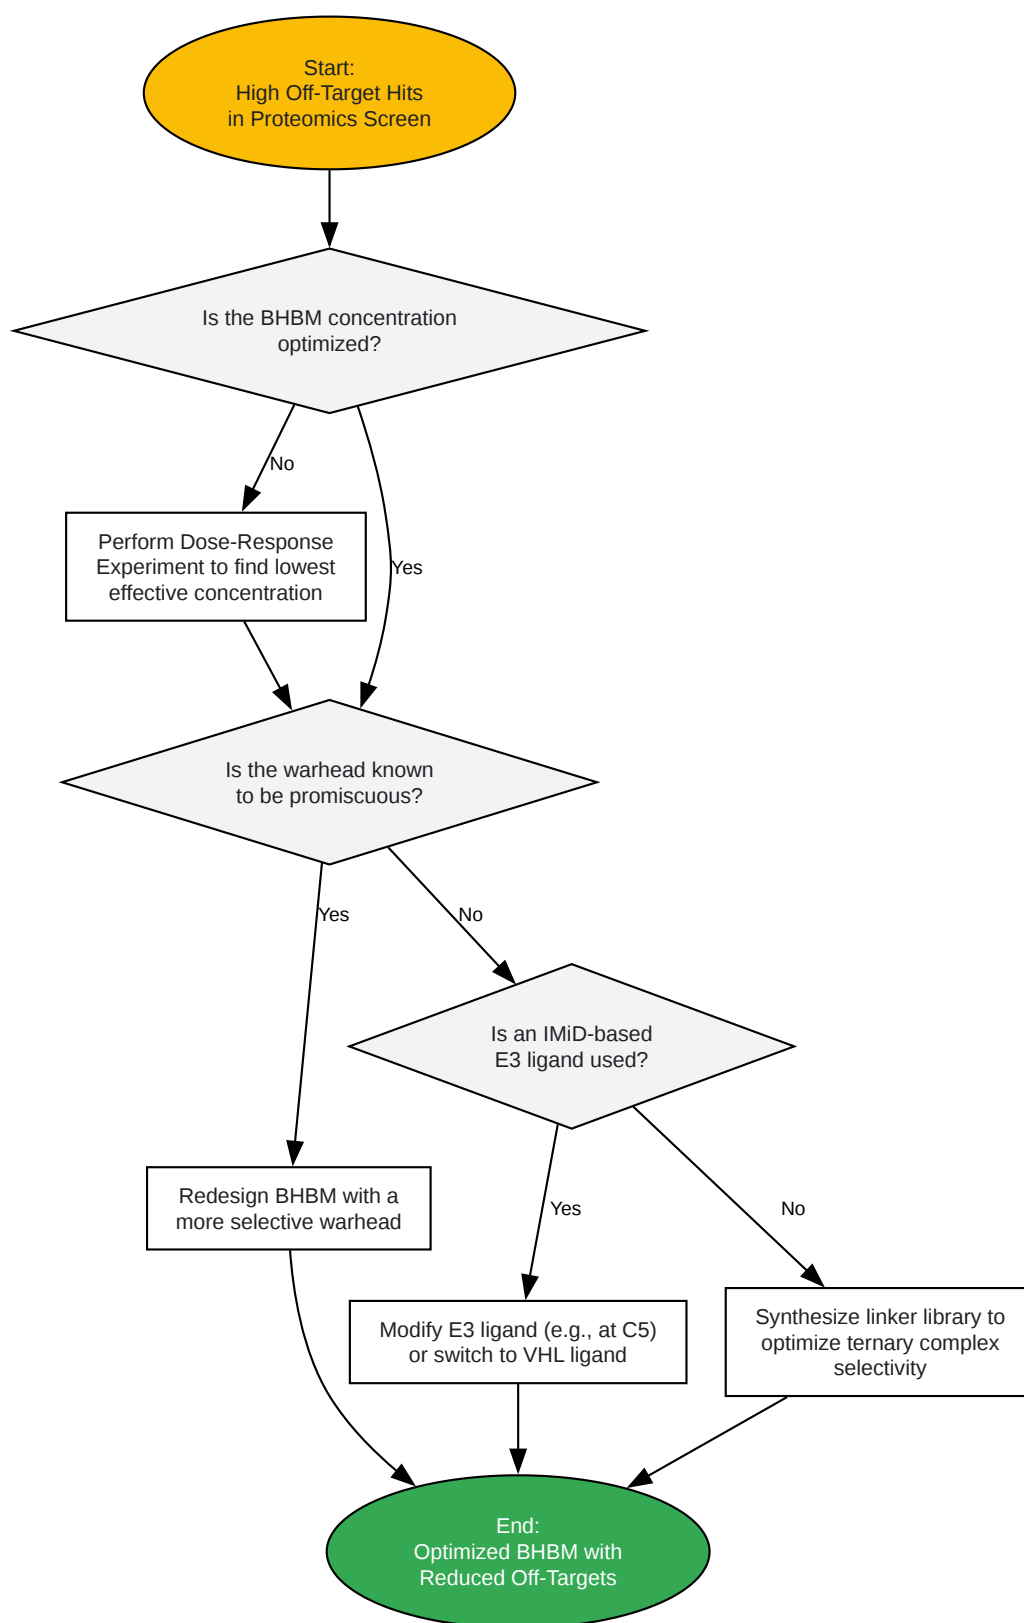 Start:
High Off-Target Hits
in Proteomics Screen
Is the BHBM concentration
optimized?
No
Yes
Perform Dose-Response
Experiment to find lowest
effective concentration
Is the warhead known
to be promiscuous?
Yes
No
Is an IMiD-based
E3 ligand used?
Yes
No
Redesign BHBM with a
more selective warhead
Modify E3 ligand (e.g., at C5)
or switch to VHL ligand
Synthesize linker library to
optimize ternary complex
selectivity
End:
Optimized BHBM with
Reduced Off-Targets